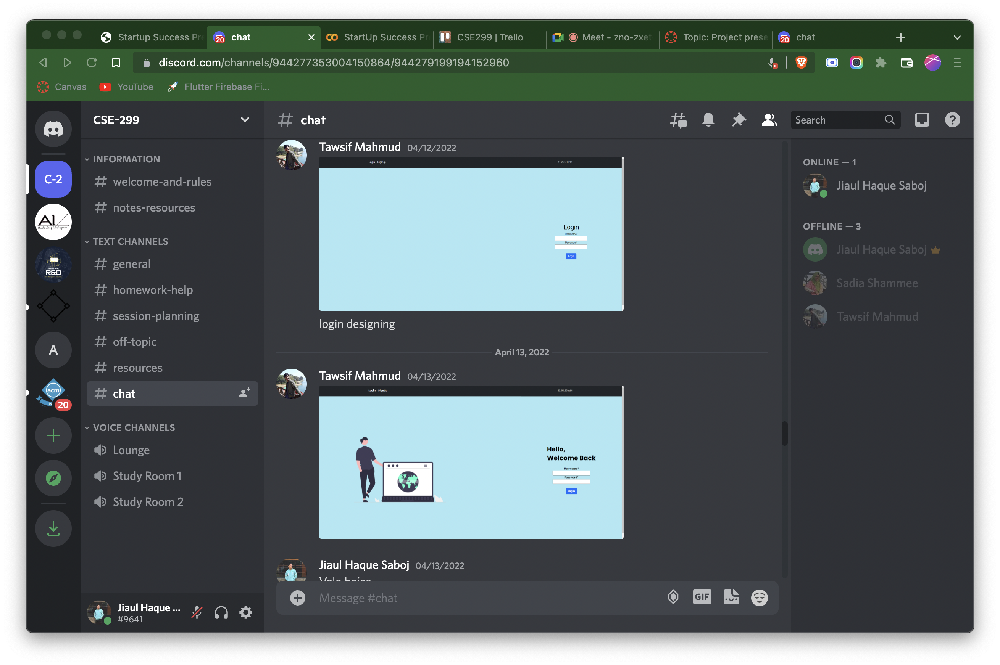 Startup Success Pre
chat
StartUp Success Pr
CSE299 | Trello
Meet - zno-zxet
Topic: Project prese
chat
20
20
discord.com/channels/944277353004150864/944279199194152960
Canvas
YouTube
Flutter Firebase Fi...
CSE-299
chat
Search
C-2
AI
Accelerating Intelligence
R&D
A
acm
N
20
INFORMATION
welcome-and-rules
notes-resources
TEXT CHANNELS
general
homework-help
session-planning
off-topic
resources
chat
VOICE CHANNELS
Lounge
Study Room 1
Study Room 2
Jiaul Haque ...
#9641
Tawsif Mahmud 04/12/2022
Login SignUp 11:20:34 PM
Login
Username*
Password*
Login
login designing
April 13, 2022
Tawsif Mahmud 04/13/2022
Login SignUp 12:01:33 AM
Hello,
Welcome Back
Username*
Password*
Login
Jiaul Haque Saboj 04/13/2022
Valo hoise
Message #chat
GIF
ONLINE — 1
Jiaul Haque Saboj
OFFLINE — 3
Jiaul Haque Saboj
Sadia Shammee
Tawsif Mahmud